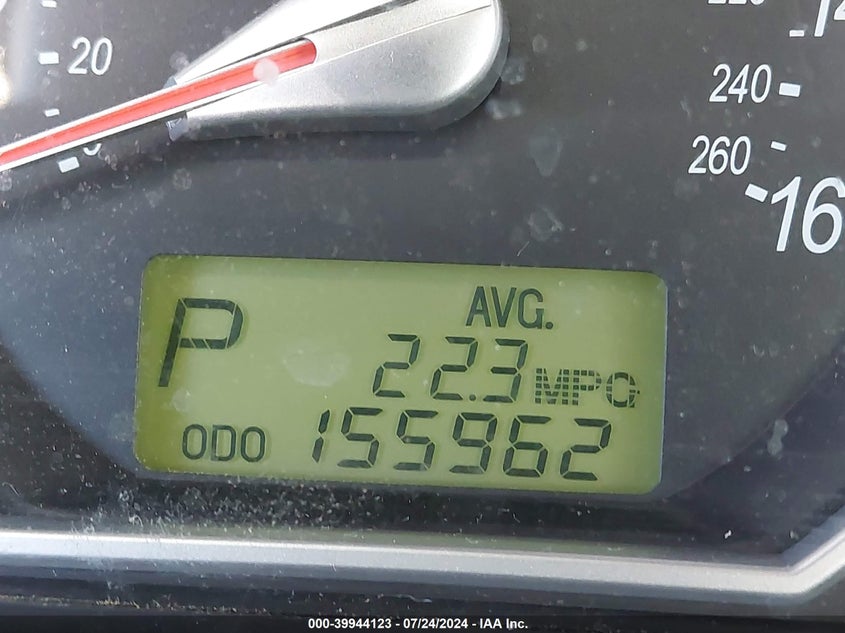 20
240
260
16
P
AVG.
22.3 MPG
ODO 155962
000-39944123 - 07/24/2024 - IAA Inc.